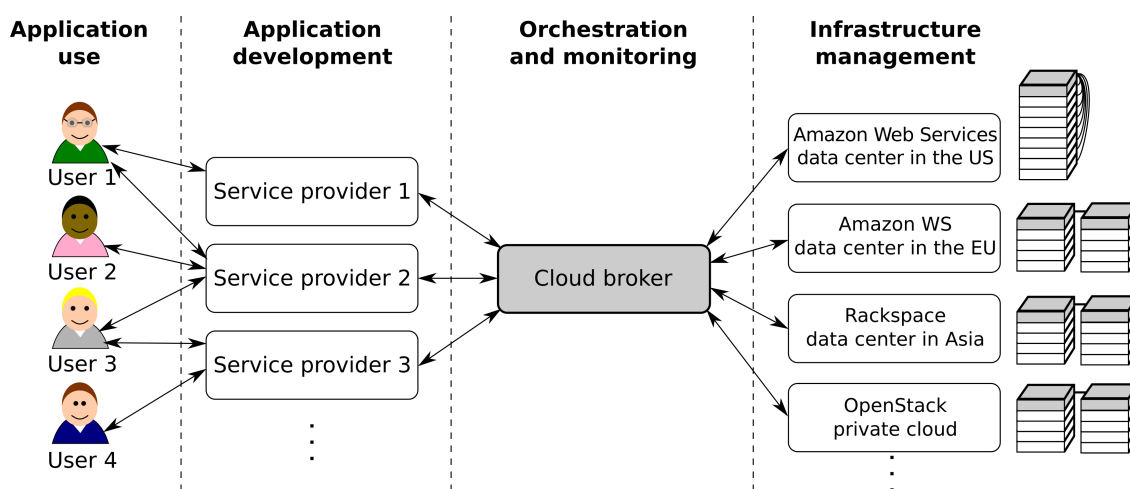 Application
use
Application
development
Orchestration
and monitoring
Infrastructure
management
User 1
User 2
User 3
User 4
Service provider 1
Service provider 2
Service provider 3
Cloud broker
Amazon Web Services
data center in the US
Amazon WS
data center in the EU
Rackspace
data center in Asia
OpenStack
private cloud